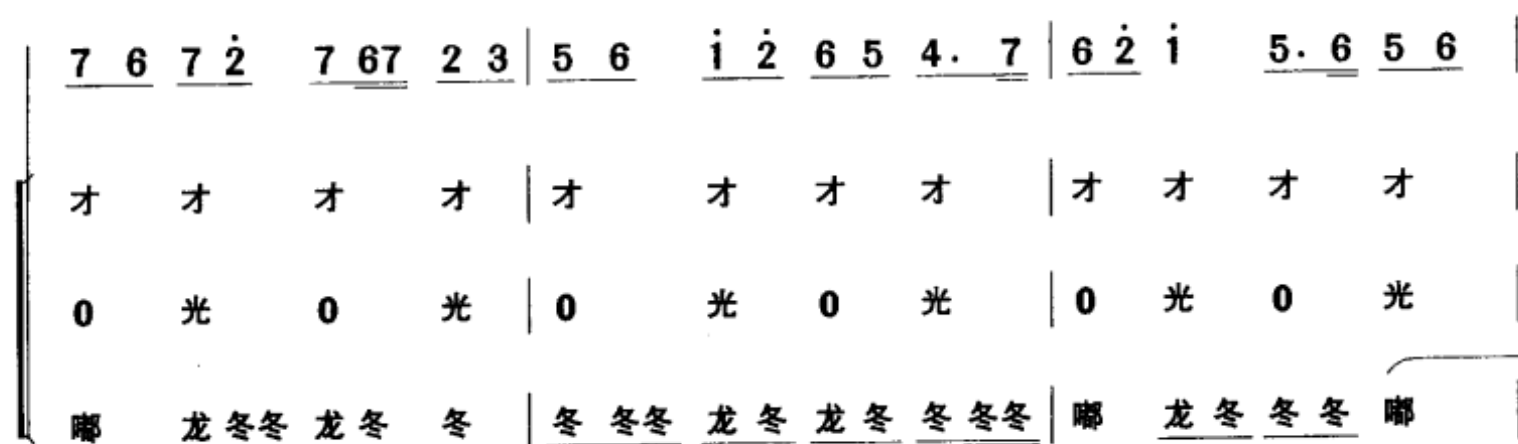 7 6 7 2̇ 7 67 2 3 | 5 6 1̇ 2̇ 6 5 4. 7 | 6 2̇ 1̇ 5. 6 5 6 |
才 才 才 才 | 才 才 才 才 | 才 才 才 才 |
0 光 0 光 | 0 光 0 光 | 0 光 0 光 |
嘟 龙 冬冬 龙 冬 冬 | 冬 冬冬 龙 冬 龙 冬 冬 冬冬 | 嘟 龙 冬 冬 冬 嘟